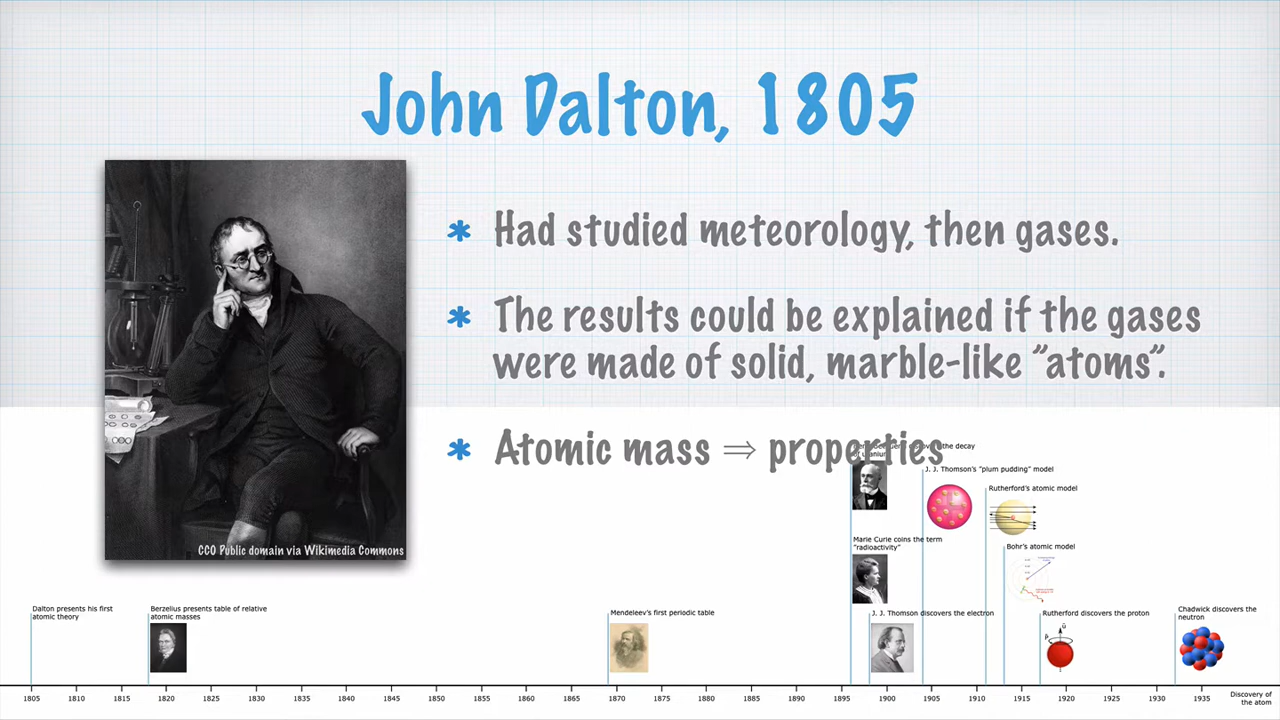 John Dalton, 1805
* Had studied meteorology, then gases.
* The results could be explained if the gases
were made of solid, marble-like ”atoms”.
* Atomic mass ⇒ properties
CC0 Public domain via Wikimedic Commons
the decay
J. J. Thomson's "plum pudding" model
Rutherford's atomic model
Marie Curie coins the term
"radioactivity"
Bohr's atomic model
Dalton presents his first
atomic theory
Berzelius presents table of relative
atomic masses
Mendeleev's first periodic table
J. J. Thomson discovers the electron
Rutherford discovers the proton
Chadwick discovers the
neutron
1805 1810 1815 1820 1825 1830 1835 1840 1845 1850 1855 1860 1865 1870 1875 1880 1885 1890 1895 1900 1905 1910 1915 1920 1925 1930 1935
Discovery of
the atom